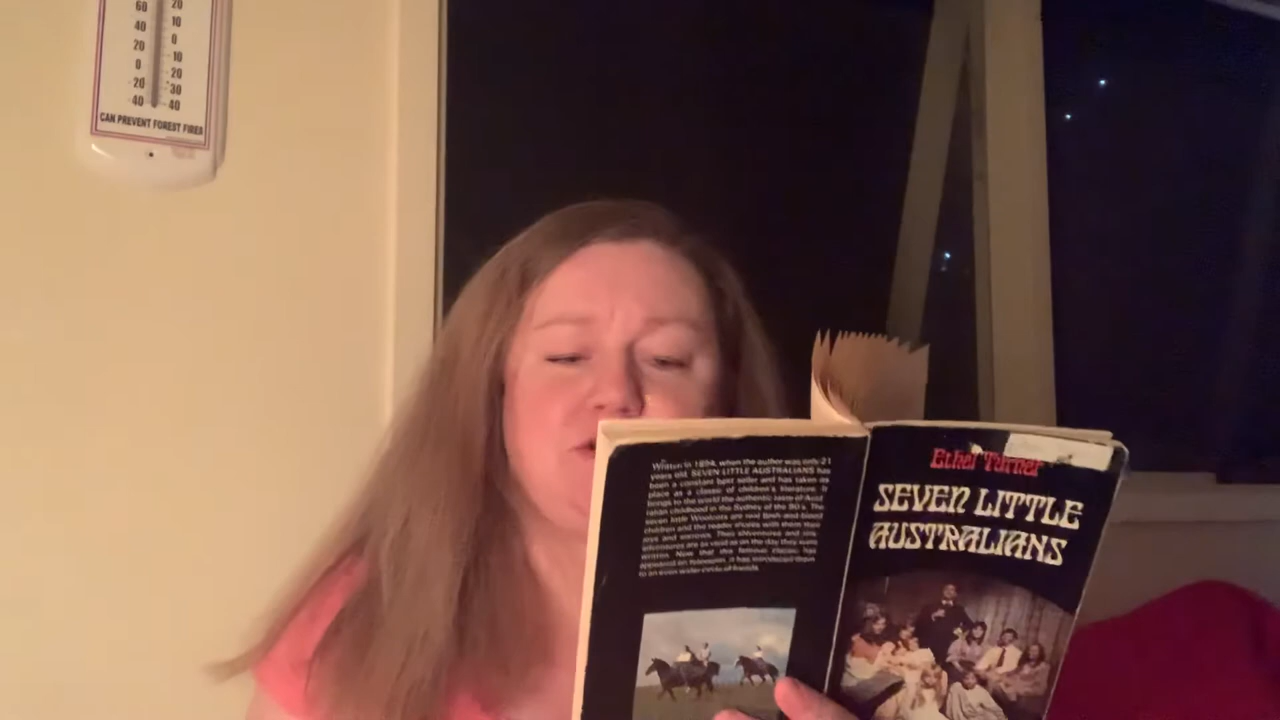 60 20
40 10
20 0
0 10
20 20
40 30
40
CAN PREVENT FOREST FIRES
Written in 1894, when the author was only 21
years old, SEVEN LITTLE AUSTRALIANS has
been a constant best seller and has taken its
place as a classic of children's literature. It
brings to the world the authentic taste of Aust
ralian childhood in the Sydney of the 80's. The
seven little Woolcots are real flesh and blood
children and the reader shares with them their
joys and sorrows. Their adventures and mis
adventures are as vivid as on the day they were
written. Now that the famous classic has
appeared on television, it has introduced them
to an even wider circle of friends.
Ethel Turner
SEVEN LITTLE
AUSTRALIANS